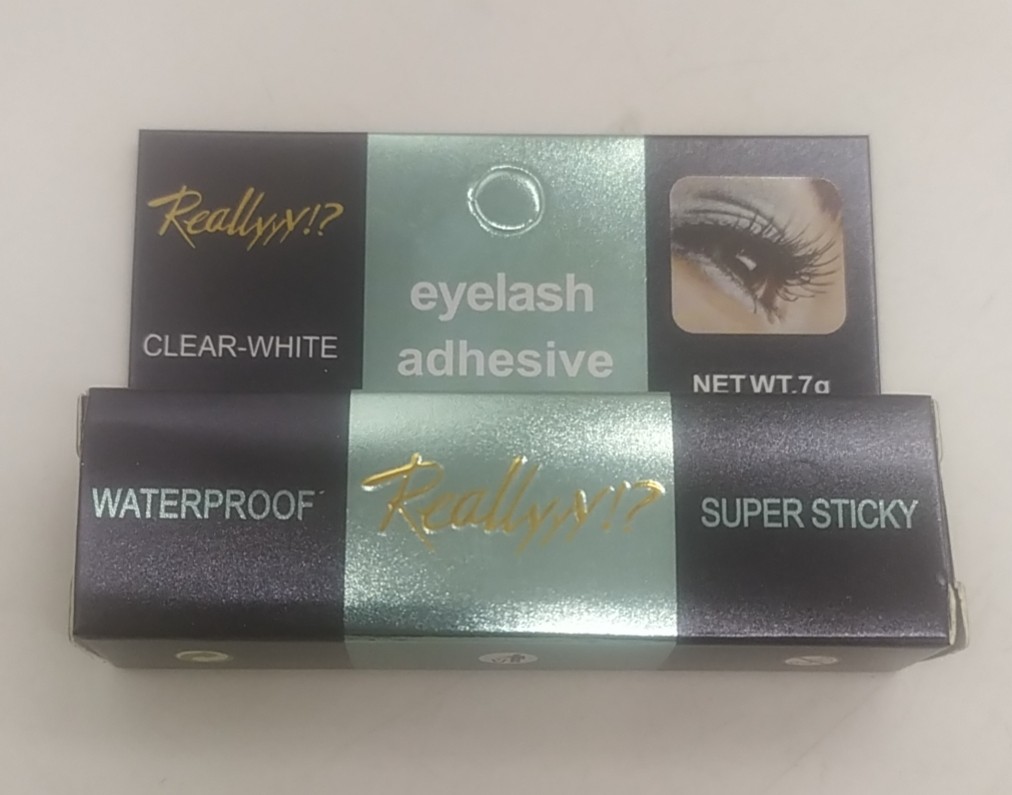 Reallyyy!?
CLEAR-WHITE
eyelash
adhesive
NET WT.7g
WATERPROOF
Reallyyy!?
SUPER STICKY